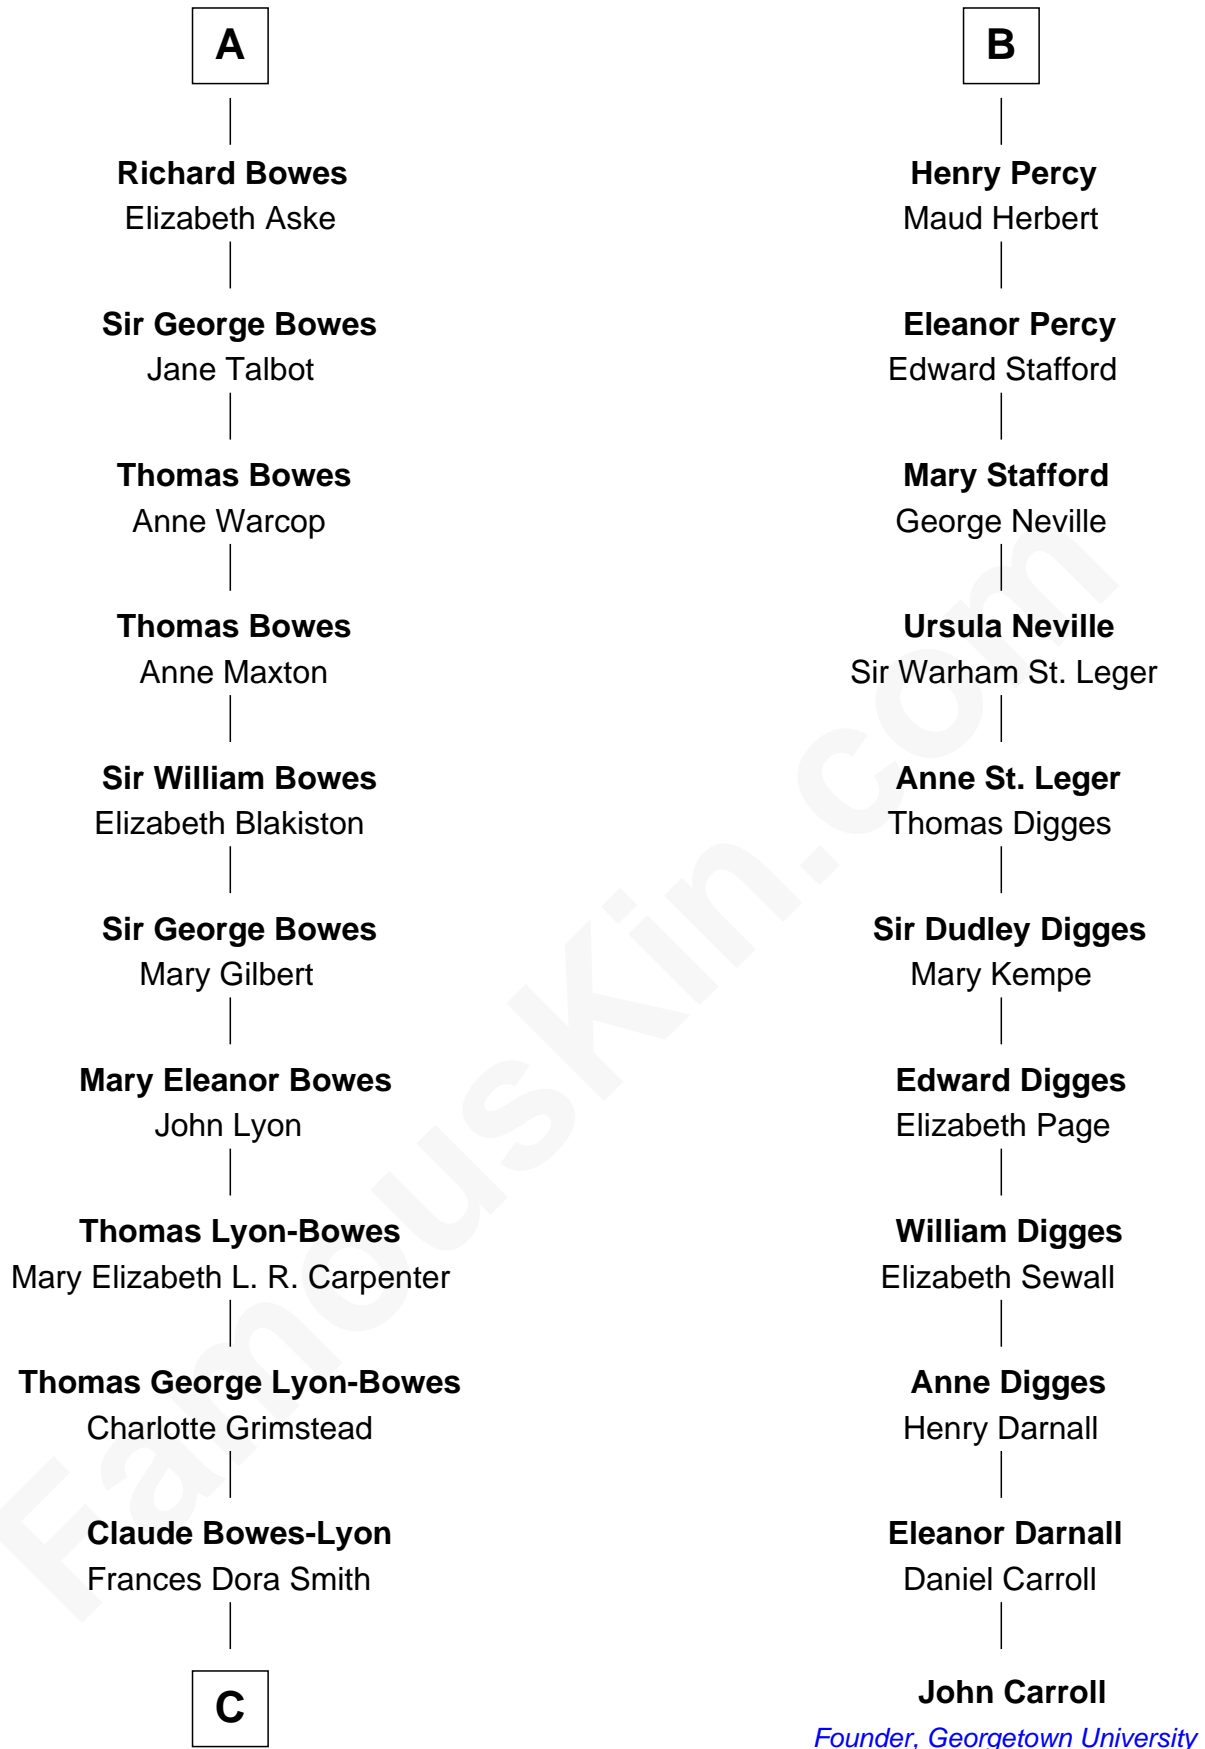 A
Richard Bowes
Elizabeth Aske
Sir George Bowes
Jane Talbot
Thomas Bowes
Anne Warcop
Thomas Bowes
Anne Maxton
Sir William Bowes
Elizabeth Blakiston
Sir George Bowes
Mary Gilbert
Mary Eleanor Bowes
John Lyon
Thomas Lyon-Bowes
Mary Elizabeth L. R. Carpenter
Thomas George Lyon-Bowes
Charlotte Grimstead
Claude Bowes-Lyon
Frances Dora Smith
C
B
Henry Percy
Maud Herbert
Eleanor Percy
Edward Stafford
Mary Stafford
George Neville
Ursula Neville
Sir Warham St. Leger
Anne St. Leger
Thomas Digges
Sir Dudley Digges
Mary Kempe
Edward Digges
Elizabeth Page
William Digges
Elizabeth Sewall
Anne Digges
Henry Darnall
Eleanor Darnall
Daniel Carroll
John Carroll
Founder, Georgetown University
FamousKin.com